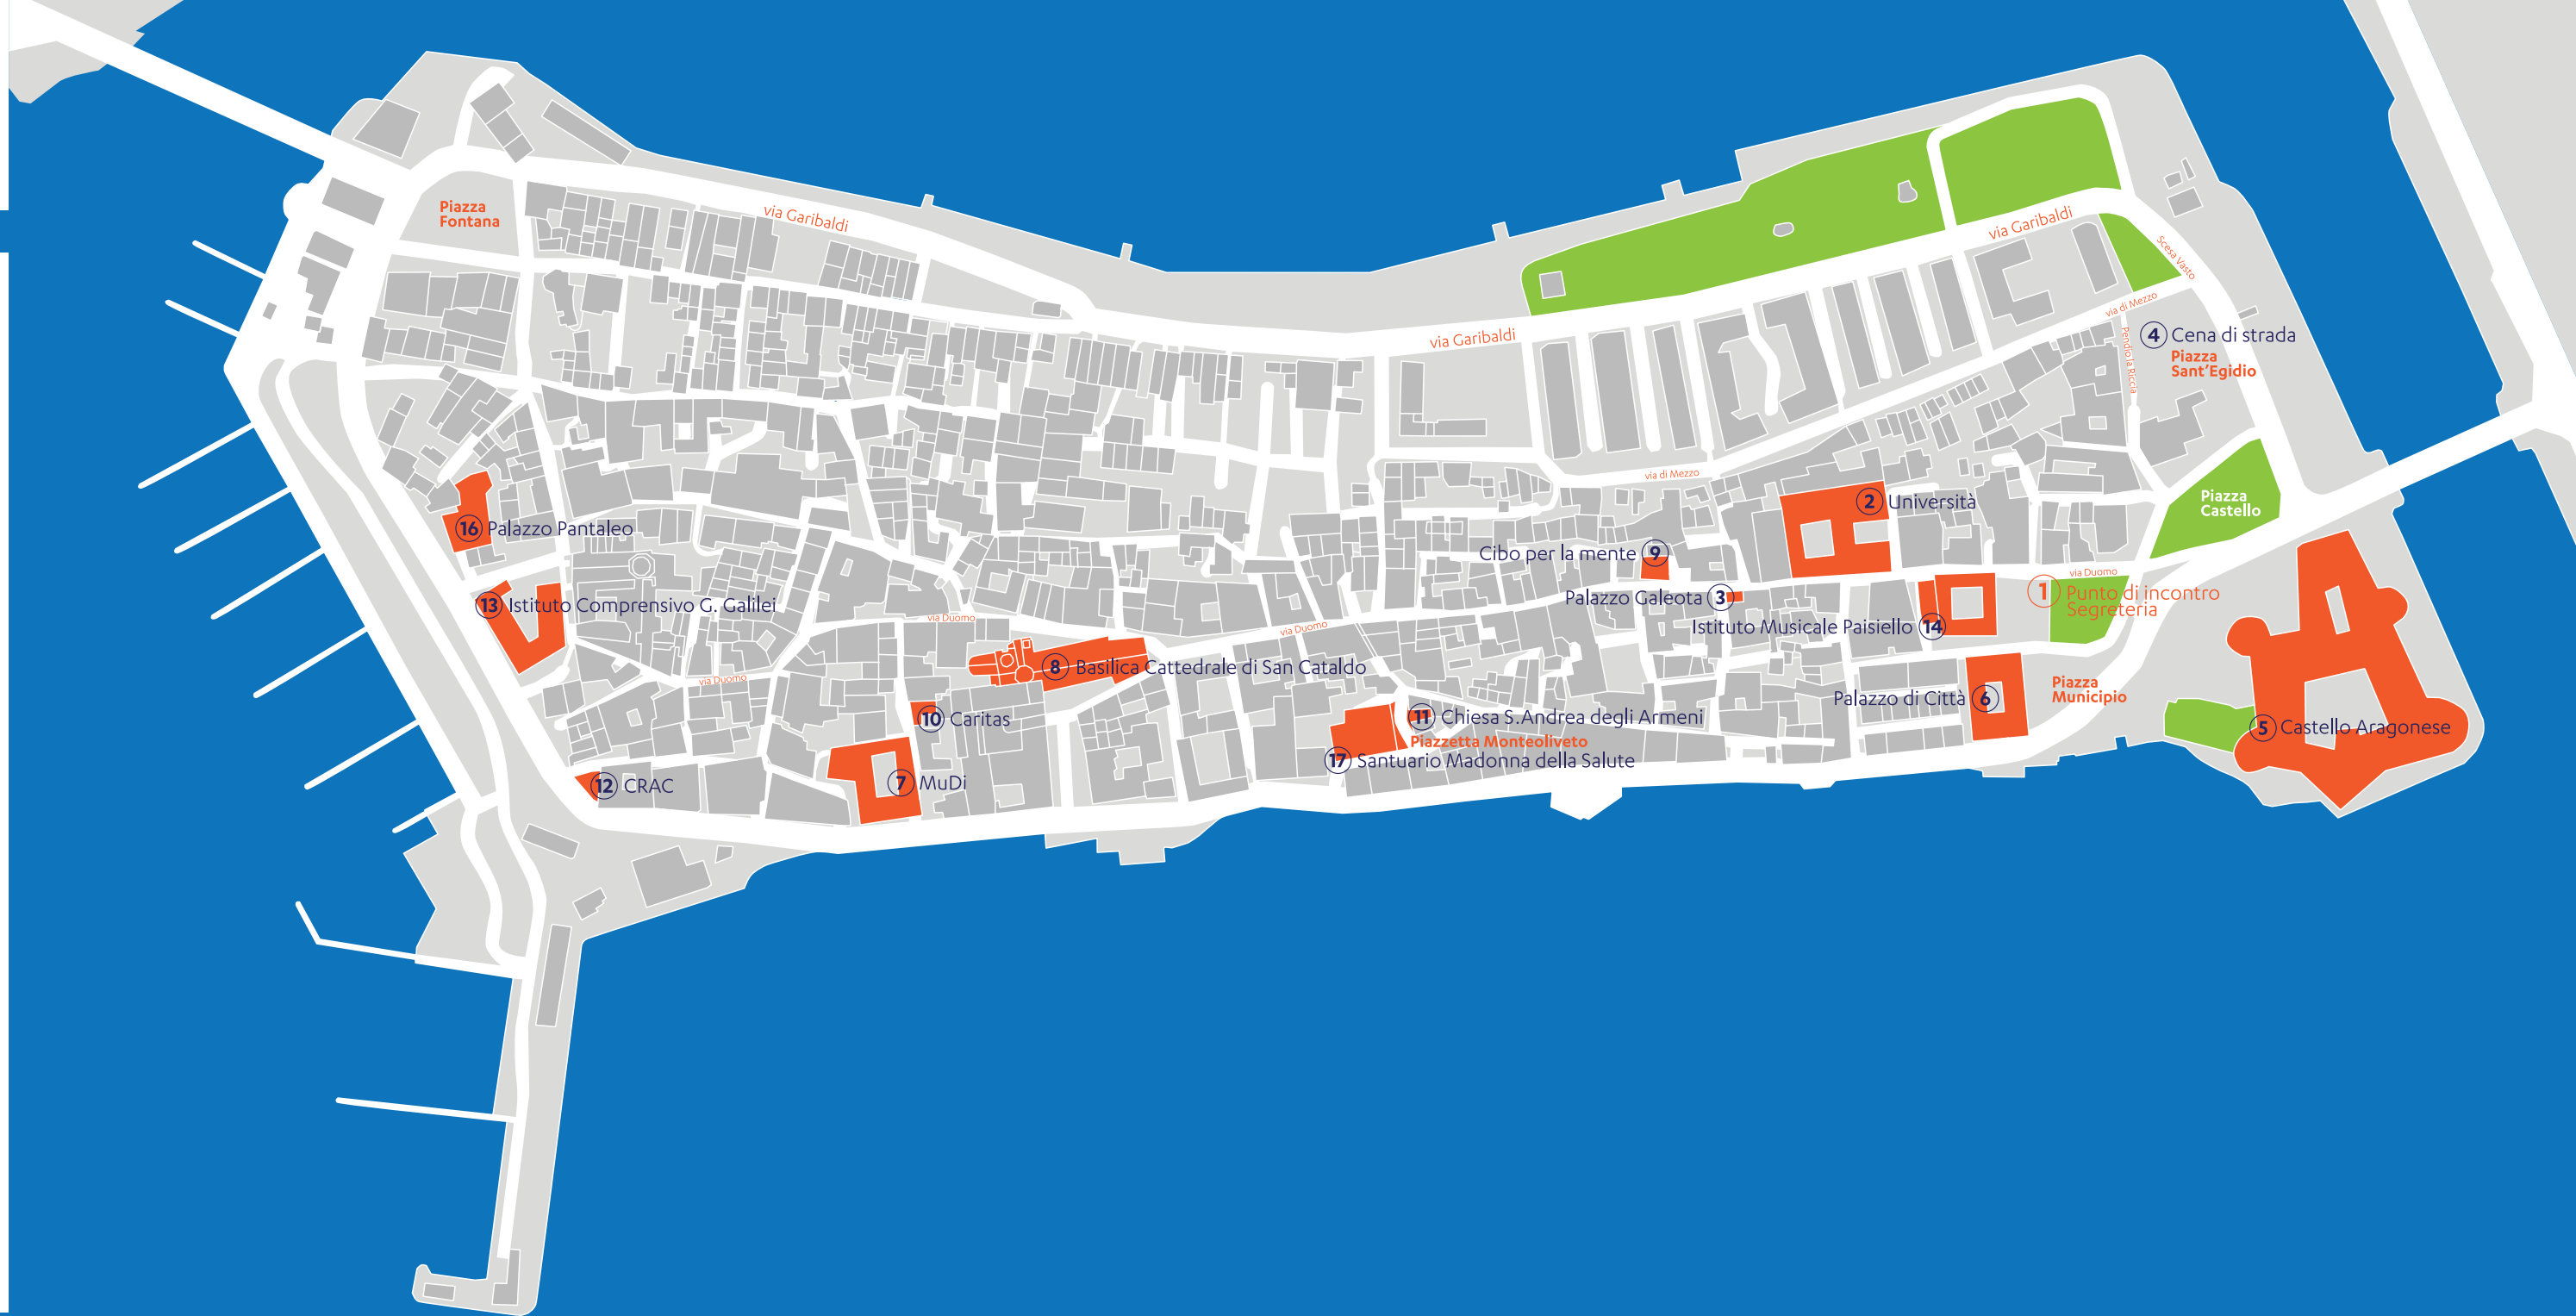 Piazza
Fontana
via Garibaldi
via Garibaldi
via Garibaldi
Scesa Vasto
via di Mezzo
Pendio la Riccia
4 Cena di strada
Piazza
Sant'Egidio
via di Mezzo
Piazza
Castello
2 Università
16 Palazzo Pantaleo
Cibo per la mente 9
via Duomo
1 Punto di incontro
Segreteria
Palazzo Galeota 3
13 Istituto Comprensivo G. Galilei
via Duomo
via Duomo
Istituto Musicale Paisiello 14
8 Basilica Cattedrale di San Cataldo
via Duomo
Piazza
Municipio
Palazzo di Città 6
10 Caritas
11 Chiesa S.Andrea degli Armeni
5 Castello Aragonese
Piazzetta Monteoliveto
17 Santuario Madonna della Salute
12 CRAC
7 MuDi